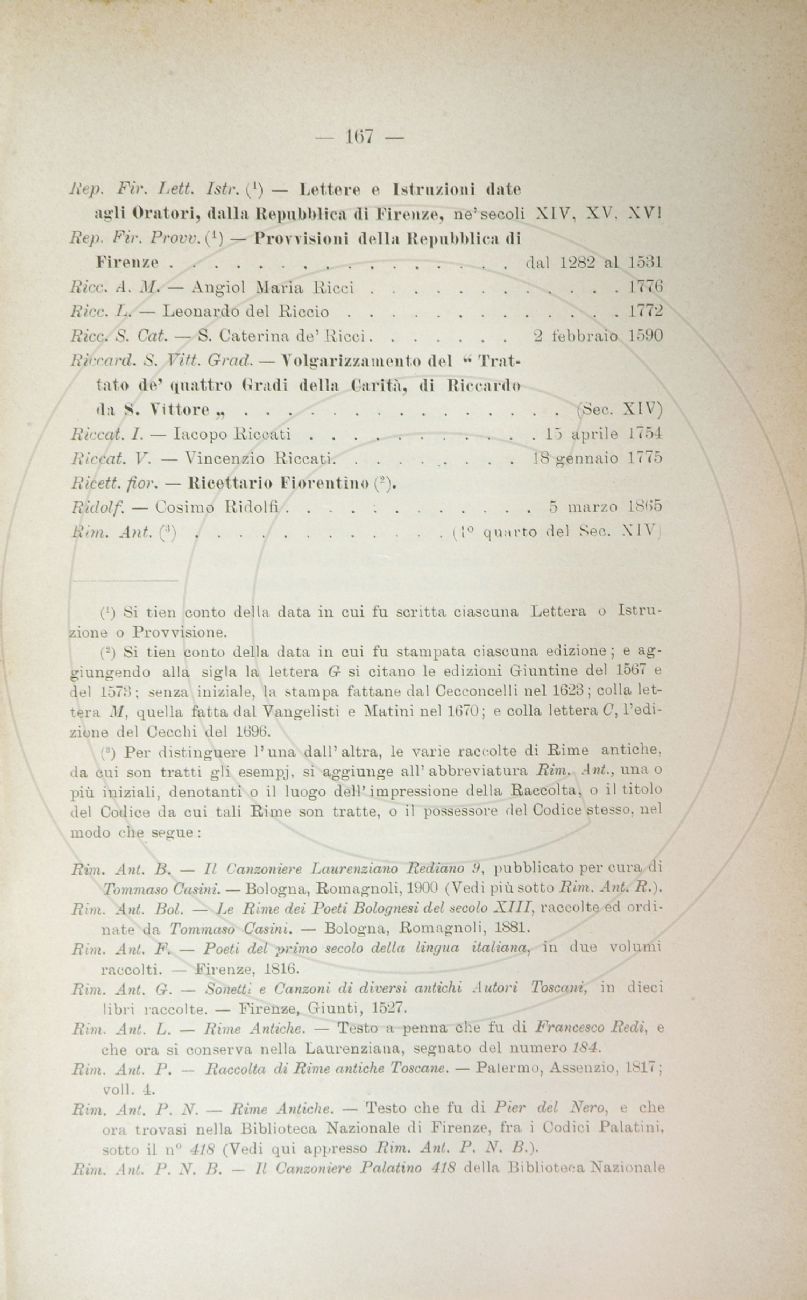 — 167 —
Rep. Fir. Lett. Istr. (¹) — Lettere e Istruzioni date
agli Oratori, dalla Repubblica di Firenze, ne' secoli XIV, XV, XVI
Rep. Fir. Provv. (¹) — Provvisioni della Repubblica di
Firenze . . . . . . . . . . . . . . . . dal 1282 al 1531
Ricc. A. M. — Angiol Maria Ricci . . . . . . . . . . . . 1776
Ricc. L. — Leonardo del Riccio . . . . . . . . . . . . 1772
Ricc. S. Cat. — S. Caterina de' Ricci . . . . . . . 2 febbraio 1590
Riccard. S. Vitt. Grad. — Volgarizzamento del “ Trat-
tato de' quattro Gradi della Carità, di Riccardo
da S. Vittore „ . . . . . . . . . . . . . . . (Sec. XIV)
Riccat. I. — Iacopo Riccati . . . . . . . . . . . 15 aprile 1754
Riccat. V. — Vincenzio Riccati . . . . . . . . . 18 gennaio 1775
Ricett. fior. — Ricettario Fiorentino (²).
Ridolf. — Cosimo Ridolfi . . . . . . . . . . . . 5 marzo 1865
Rim. Ant. (³) . . . . . . . . . . . . (1° quarto del Sec. XIV)
(¹) Si tien conto della data in cui fu scritta ciascuna Lettera o Istru-
zione o Provvisione.
(²) Si tien conto della data in cui fu stampata ciascuna edizione ; e ag-
giungendo alla sigla la lettera G si citano le edizioni Giuntine del 1567 e
del 1573 ; senza iniziale, la stampa fattane dal Cecconcelli nel 1623 ; colla let-
tera M, quella fatta dal Vangelisti e Matini nel 1670 ; e colla lettera C, l'edi-
zione del Cecchi del 1696.
(³) Per distinguere l'una dall'altra, le varie raccolte di Rime antiche,
da cui son tratti gli esempj, si aggiunge all'abbreviatura Rim. Ant., una o
più iniziali, denotanti o il luogo dell'impressione della Raccolta, o il titolo
del Codice da cui tali Rime son tratte, o il possessore del Codice stesso, nel
modo che segue :
Rim. Ant. B. — Il Canzoniere Laurenziano Rediano 9, pubblicato per cura di
Tommaso Casini. — Bologna, Romagnoli, 1900 (Vedi più sotto Rim. Ant. R.).
Rim. Ant. Bol. — Le Rime dei Poeti Bolognesi del secolo XIII, raccolte ed ordi-
nate da Tommaso Casini. — Bologna, Romagnoli, 1881.
Rim. Ant. F. — Poeti del primo secolo della lingua italiana, in due volumi
raccolti. — Firenze, 1816.
Rim. Ant. G. — Sonetti e Canzoni di diversi antichi Autori Toscani, in dieci
libri raccolte. — Firenze, Giunti, 1527.
Rim. Ant. L. — Rime Antiche. — Testo a penna che fu di Francesco Redi, e
che ora si conserva nella Laurenziana, segnato del numero 184.
Rim. Ant. P. — Raccolta di Rime antiche Toscane. — Palermo, Assenzio, 1817 ;
voll. 4.
Rim. Ant. P. N. — Rime Antiche. — Testo che fu di Pier del Nero, e che
ora trovasi nella Biblioteca Nazionale di Firenze, fra i Codici Palatini,
sotto il n° 418 (Vedi qui appresso Rim. Ant. P. N. B.).
Rim. Ant. P. N. B. — Il Canzoniere Palatino 418 della Biblioteca Nazionale